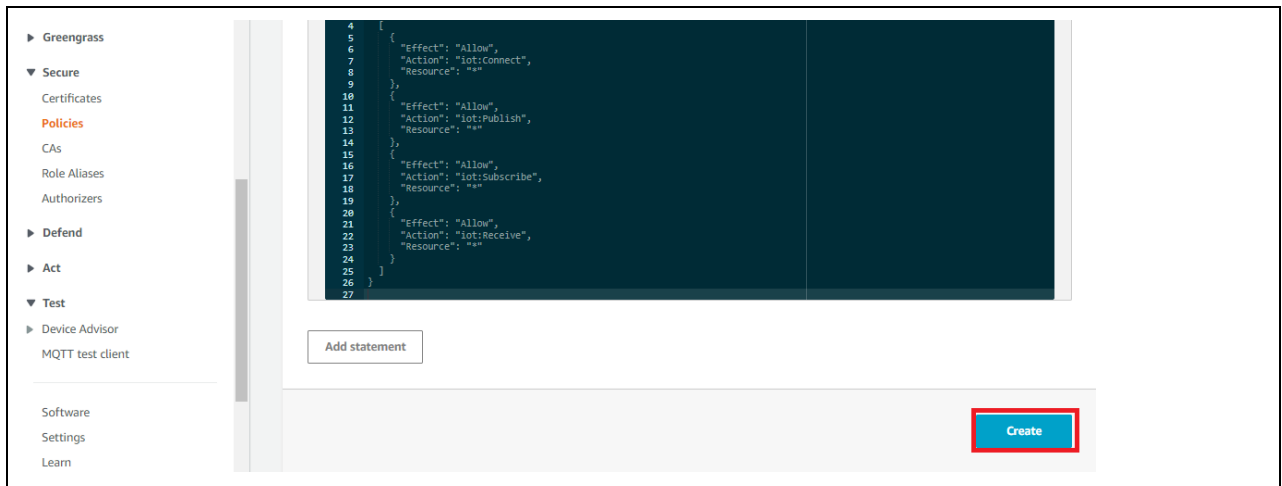 Greengrass
Secure
Certificates
Policies
CAs
Role Aliases
Authorizers
Defend
Act
Test
Device Advisor
MQTT test client
Software
Settings
Learn
4 [
5 {
6 "Effect": "Allow",
7 "Action": "iot:Connect",
8 "Resource": "*"
9 },
10 {
11 "Effect": "Allow",
12 "Action": "iot:Publish",
13 "Resource": "*"
14 },
15 {
16 "Effect": "Allow",
17 "Action": "iot:Subscribe",
18 "Resource": "*"
19 },
20 {
21 "Effect": "Allow",
22 "Action": "iot:Receive",
23 "Resource": "*"
24 }
25 ]
26 }
27
Add statement
Create